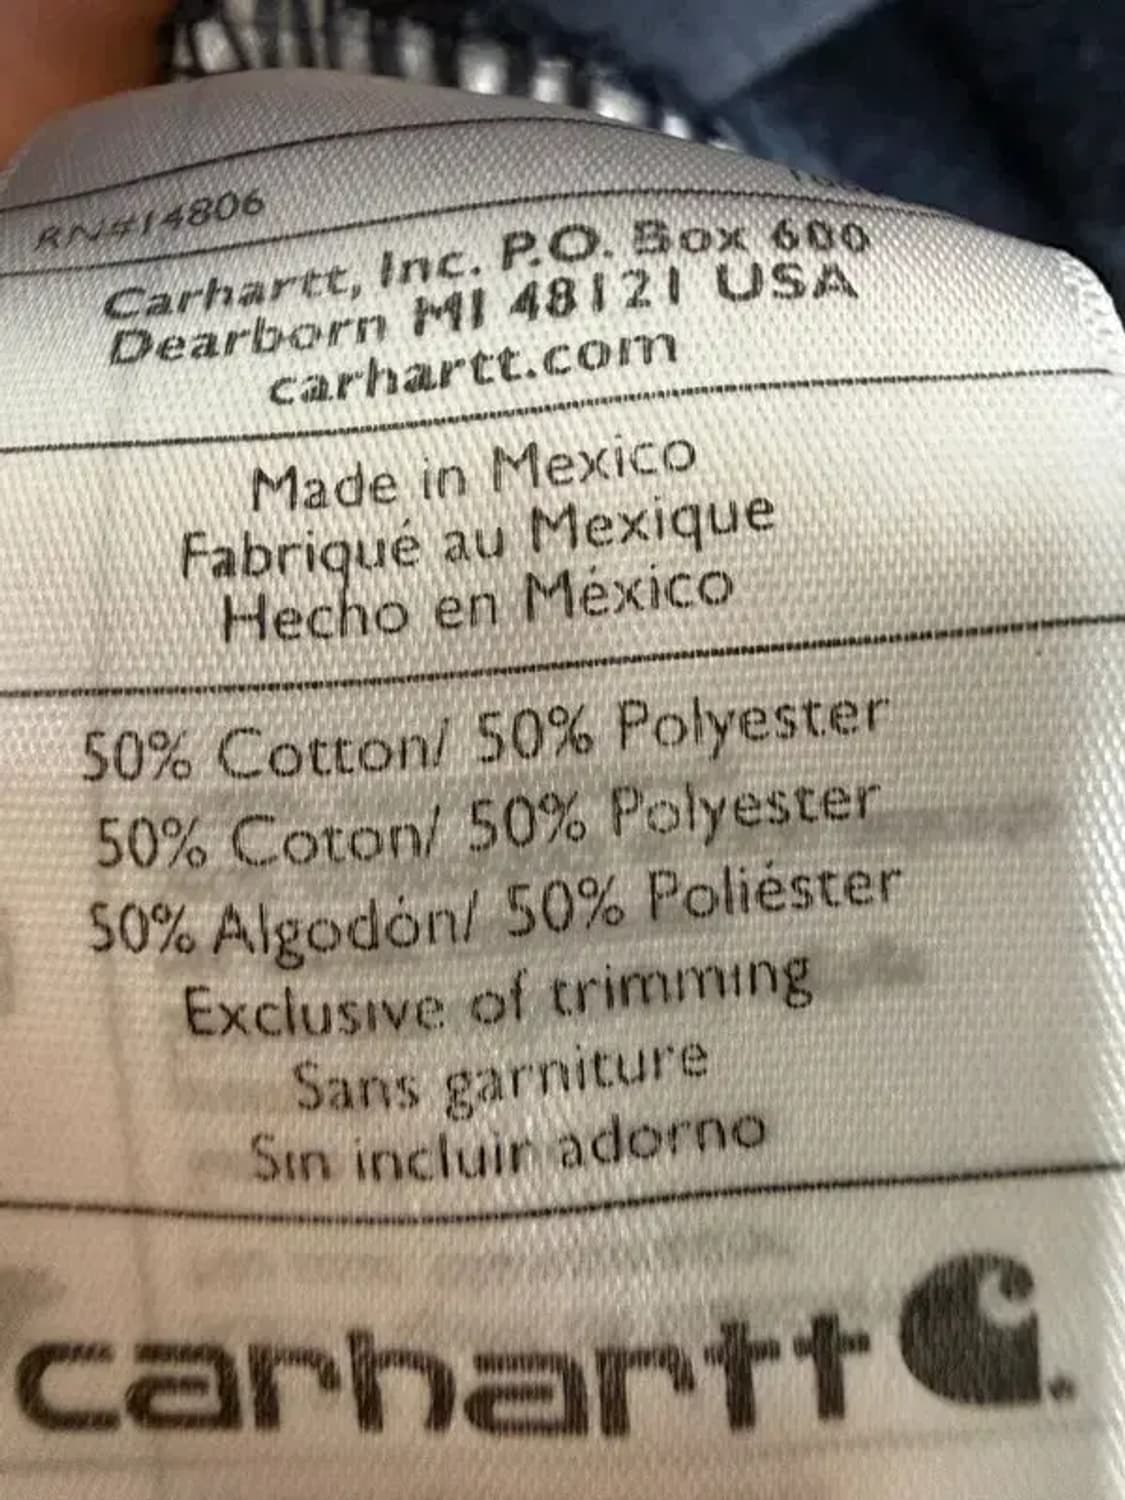 RN#14806
Carhartt, Inc. P.O. Box 600
Dearborn MI 48121 USA
carhartt.com
Made in Mexico
Fabriqué au Mexique
Hecho en México
50% Cotton/ 50% Polyester
50% Coton/ 50% Polyester
50% Algodón/ 50% Poliéster
Exclusive of trimming
Sans garniture
Sin incluir adorno
carhartt